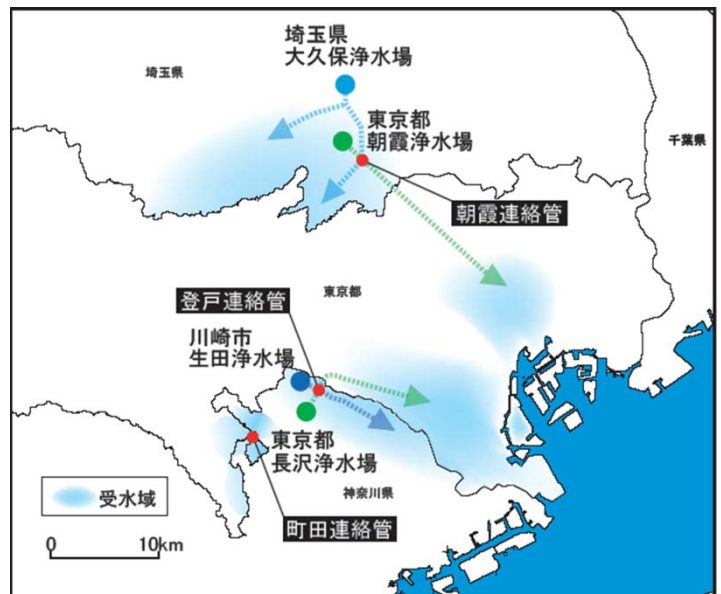 埼玉県
大久保浄水場
埼玉県
東京都
朝霞浄水場
千葉県
朝霞連絡管
東京都
登戸連絡管
川崎市
生田浄水場
東京都
長沢浄水場
神奈川県
受水域
町田連絡管
0 10km